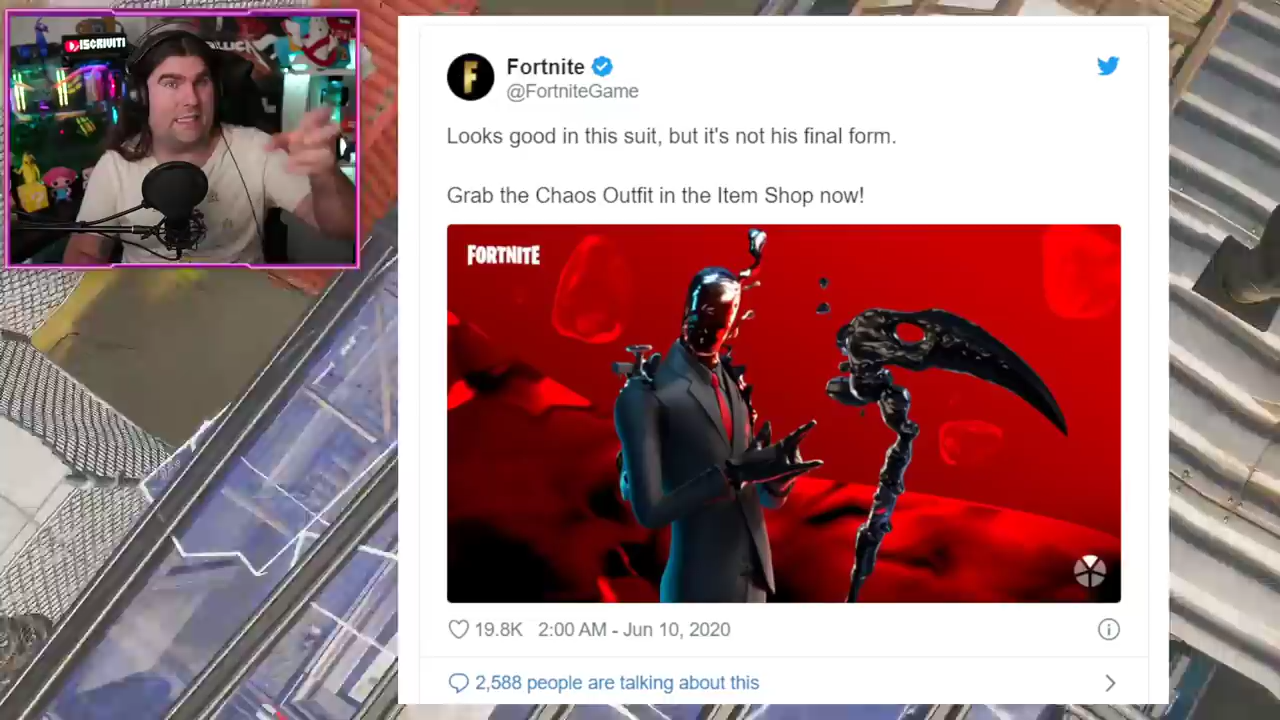 ISCRIVITI
Fortnite
@FortniteGame
Looks good in this suit, but it's not his final form.
Grab the Chaos Outfit in the Item Shop now!
FORTNITE
19.8K 2:00 AM - Jun 10, 2020
2,588 people are talking about this